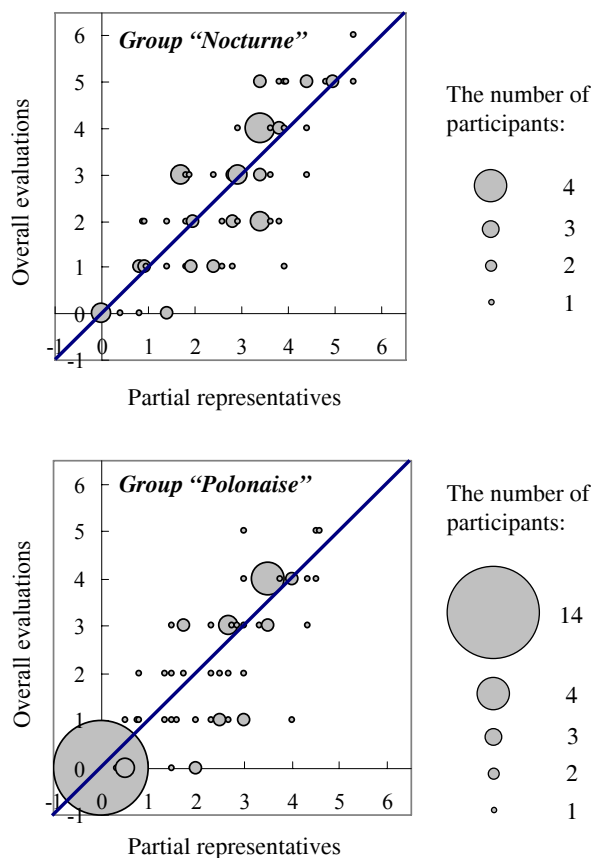 Group “Nocturne”
6
5
4
3
2
1
0
-1
-1 0 1 2 3 4 5 6
Overall evaluations
Partial representatives
The number of
participants:
4
3
2
1
Group “Polonaise”
6
5
4
3
2
1
0
-1
-1 0 1 2 3 4 5 6
Overall evaluations
Partial representatives
The number of
participants:
14
4
3
2
1